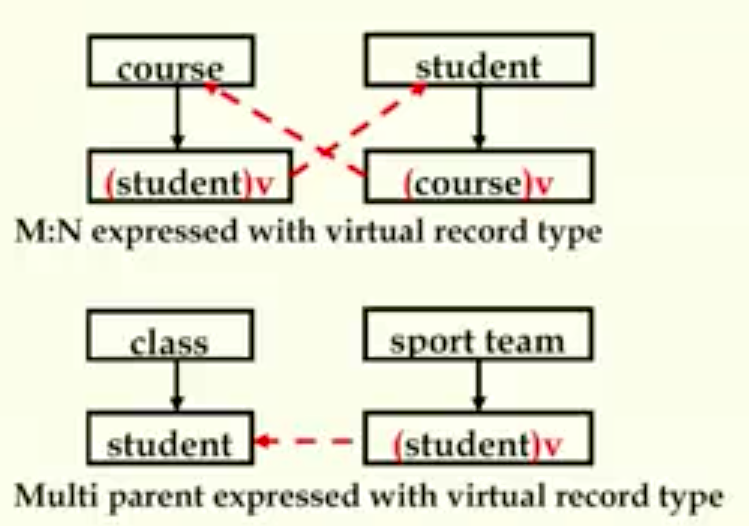 course student
(student)v (course)v
M:N expressed with virtual record type
class sport team
student (student)v
Multi parent expressed with virtual record type